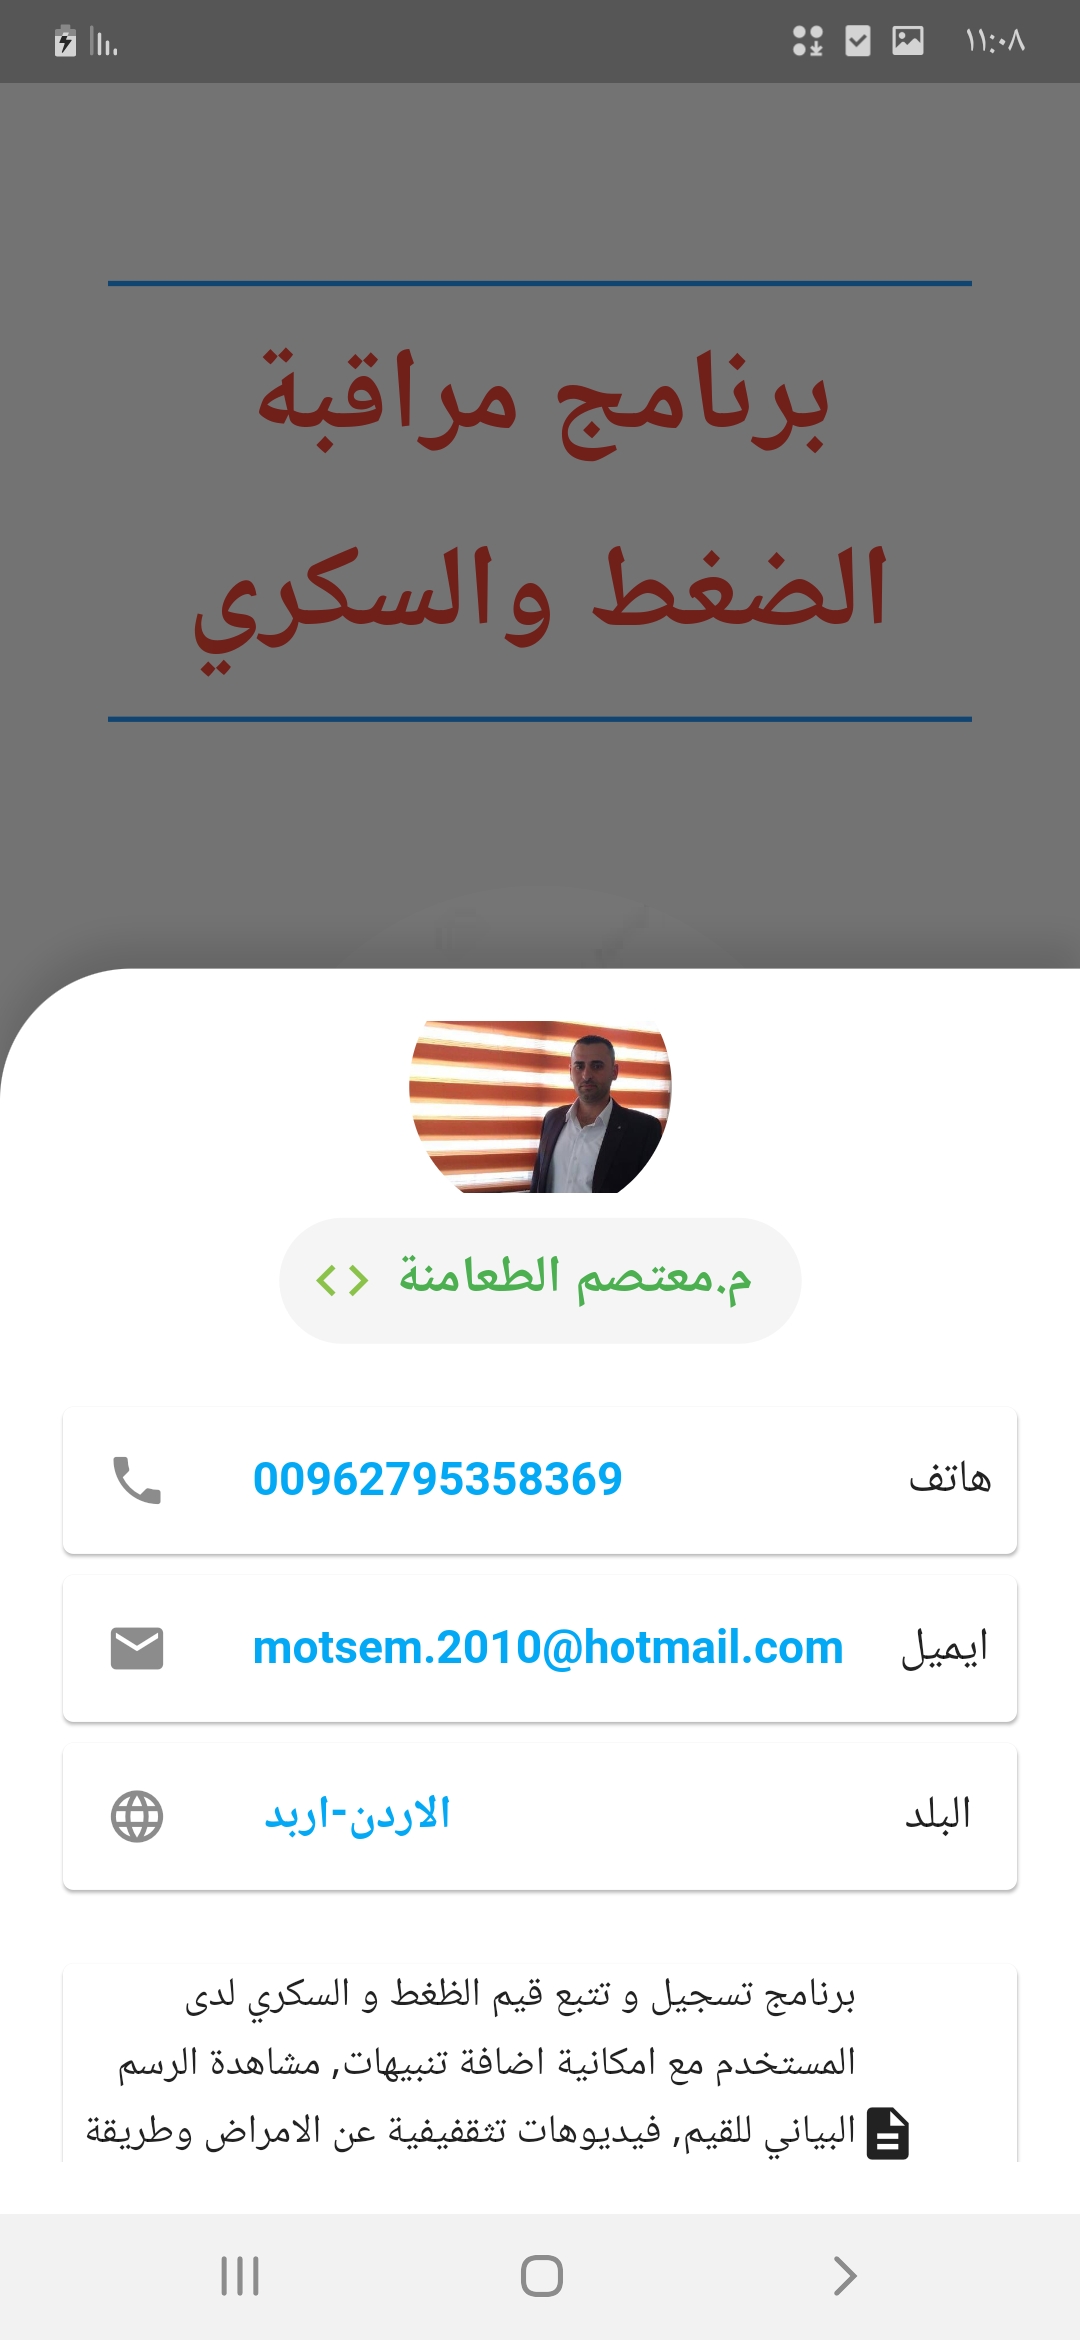 ١١:٠٨
برنامج مراقبة
الضغط والسكري
م.معتصم الطعامنة
هاتف 00962795358369
ايميل motsem.2010@hotmail.com
البلد الاردن-اربد
برنامج تسجيل و تتبع قيم الظغط و السكري لدى
المستخدم مع امكانية اضافة تنبيهات, مشاهدة الرسم
البياني للقيم, فيديوهات تثقفيفية عن الامراض وطريقة